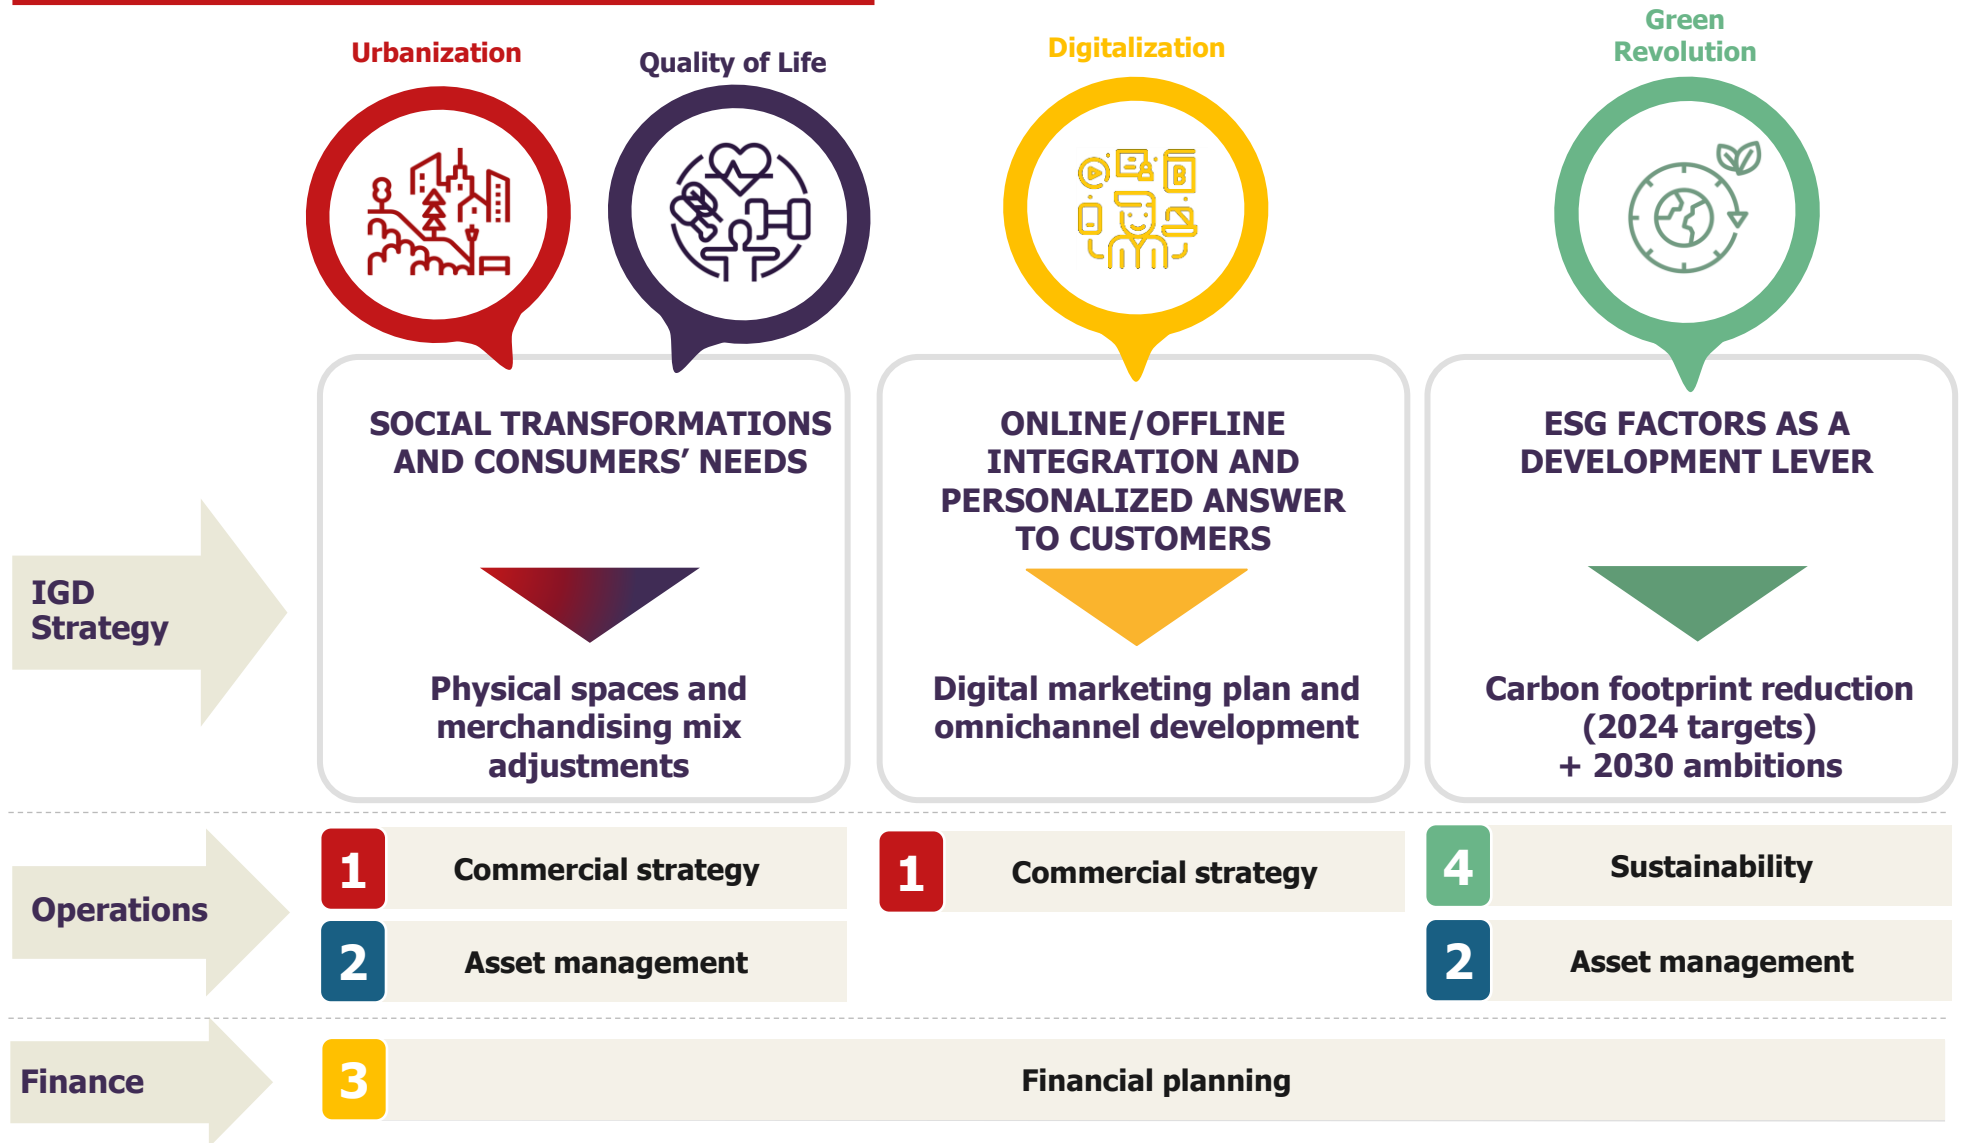 Urbanization
Quality of Life
Digitalization
Green
Revolution
B
SOCIAL TRANSFORMATIONS
AND CONSUMERS’ NEEDS
ONLINE/OFFLINE
INTEGRATION AND
PERSONALIZED ANSWER
TO CUSTOMERS
ESG FACTORS AS A
DEVELOPMENT LEVER
IGD
Strategy
Physical spaces and
merchandising mix
adjustments
Digital marketing plan and
omnichannel development
Carbon footprint reduction
(2024 targets)
+ 2030 ambitions
Operations
1 Commercial strategy
2 Asset management
1 Commercial strategy
4 Sustainability
2 Asset management
Finance
3 Financial planning